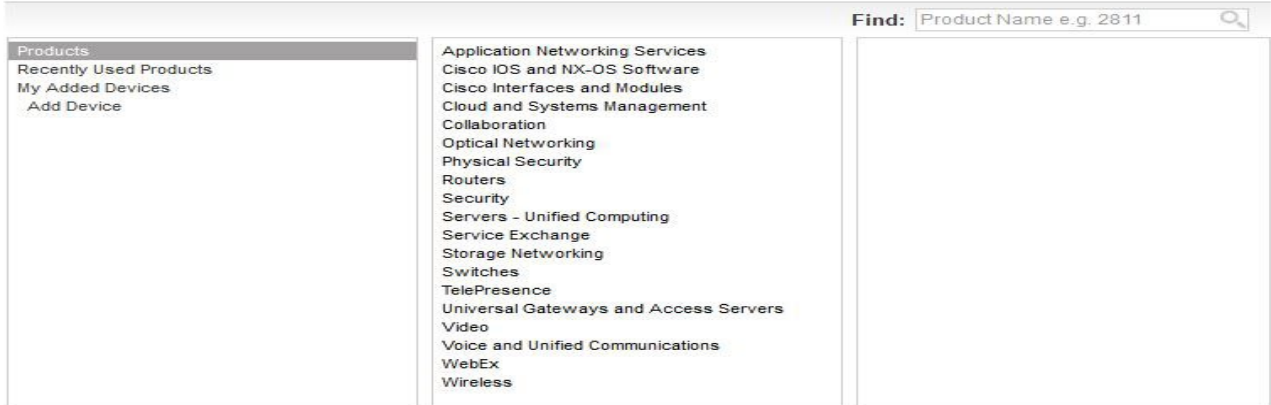 Find: Product Name e.g. 2811
Products
Recently Used Products
My Added Devices
Add Device
Application Networking Services
Cisco IOS and NX-OS Software
Cisco Interfaces and Modules
Cloud and Systems Management
Collaboration
Optical Networking
Physical Security
Routers
Security
Servers - Unified Computing
Service Exchange
Storage Networking
Switches
TelePresence
Universal Gateways and Access Servers
Video
Voice and Unified Communications
WebEx
Wireless